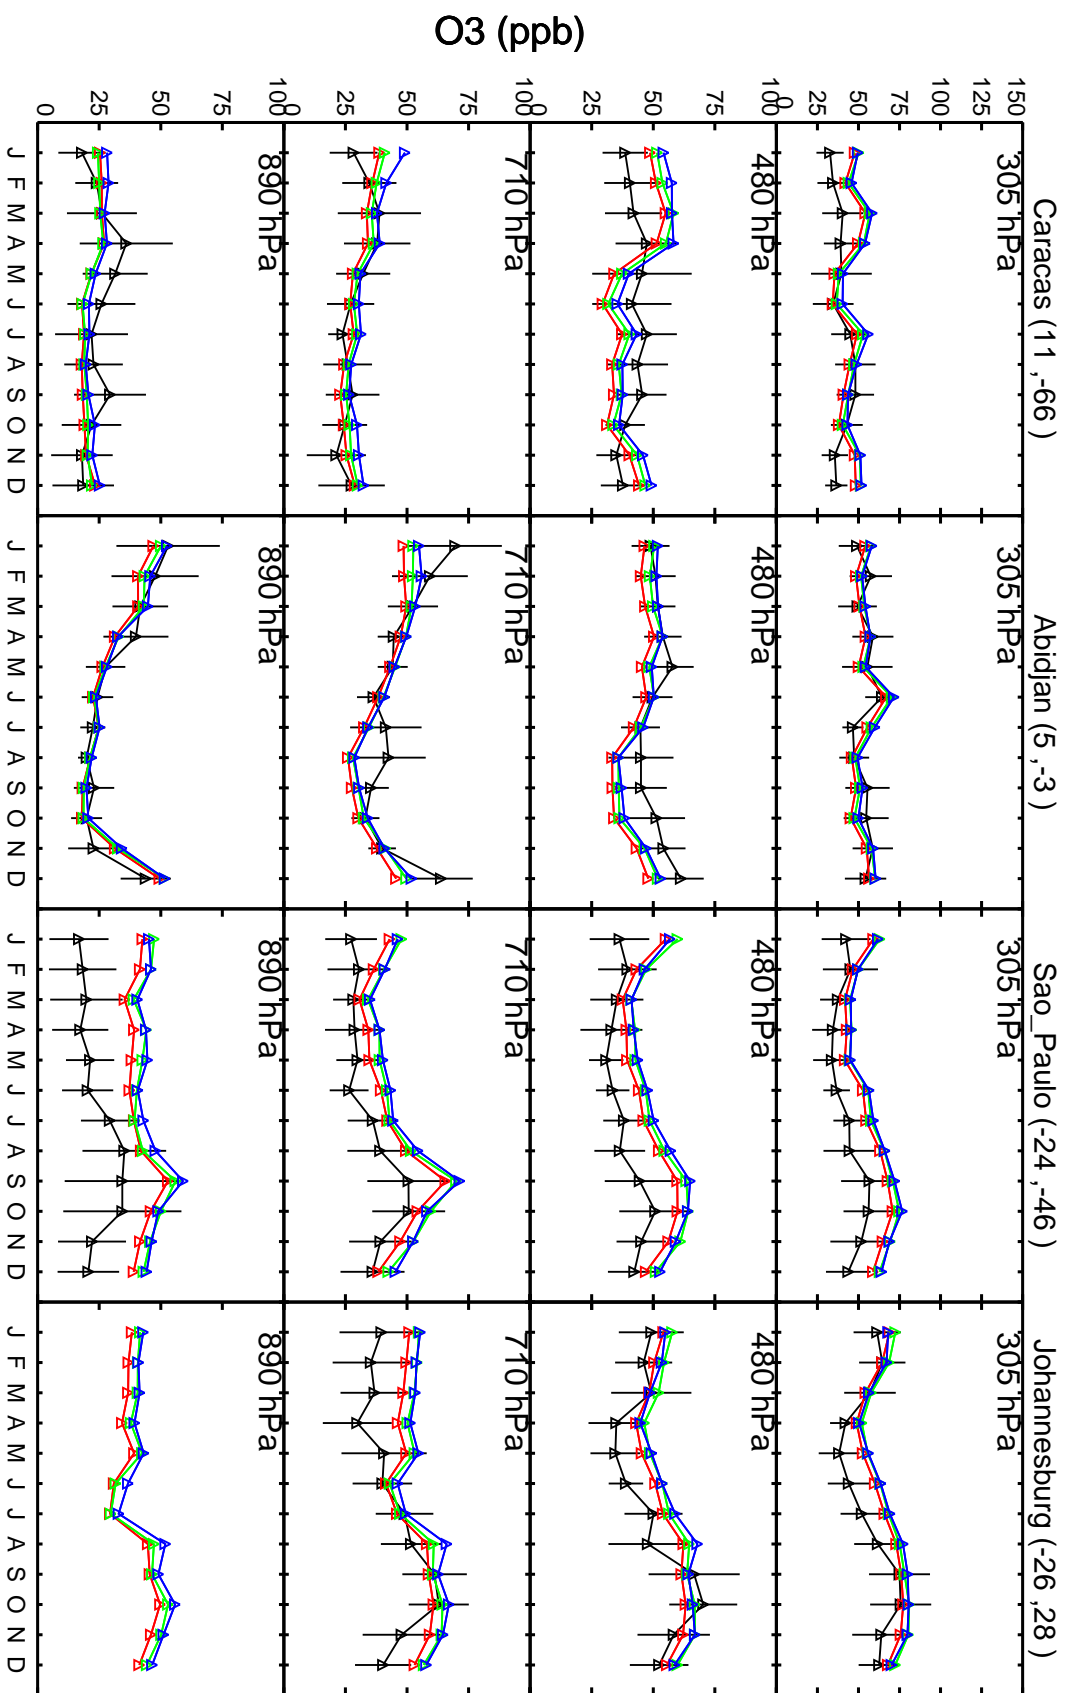 O3 (ppb)
Caracas (11 ,-66 )
Abidjan (5 ,-3 )
Sao_Paulo (-24 ,-46 )
Johannesburg (-26 ,28 )
150
100
75
50
25
0
305 hPa
305 hPa
305 hPa
305 hPa
100
75
50
25
0
480 hPa
480 hPa
480 hPa
480 hPa
100
75
50
25
0
710 hPa
710 hPa
710 hPa
710 hPa
100
75
50
25
0
890 hPa
890 hPa
890 hPa
890 hPa
J F M A M J J A S O N D
J F M A M J J A S O N D
J F M A M J J A S O N D
J F M A M J J A S O N D